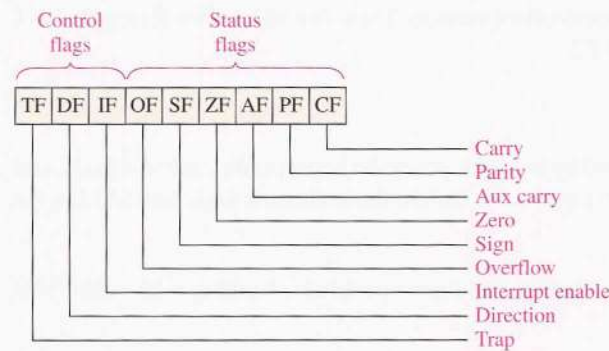 Control flags
Status flags
TF DF IF OF SF ZF AF PF CF
Carry
Parity
Aux carry
Zero
Sign
Overflow
Interrupt enable
Direction
Trap